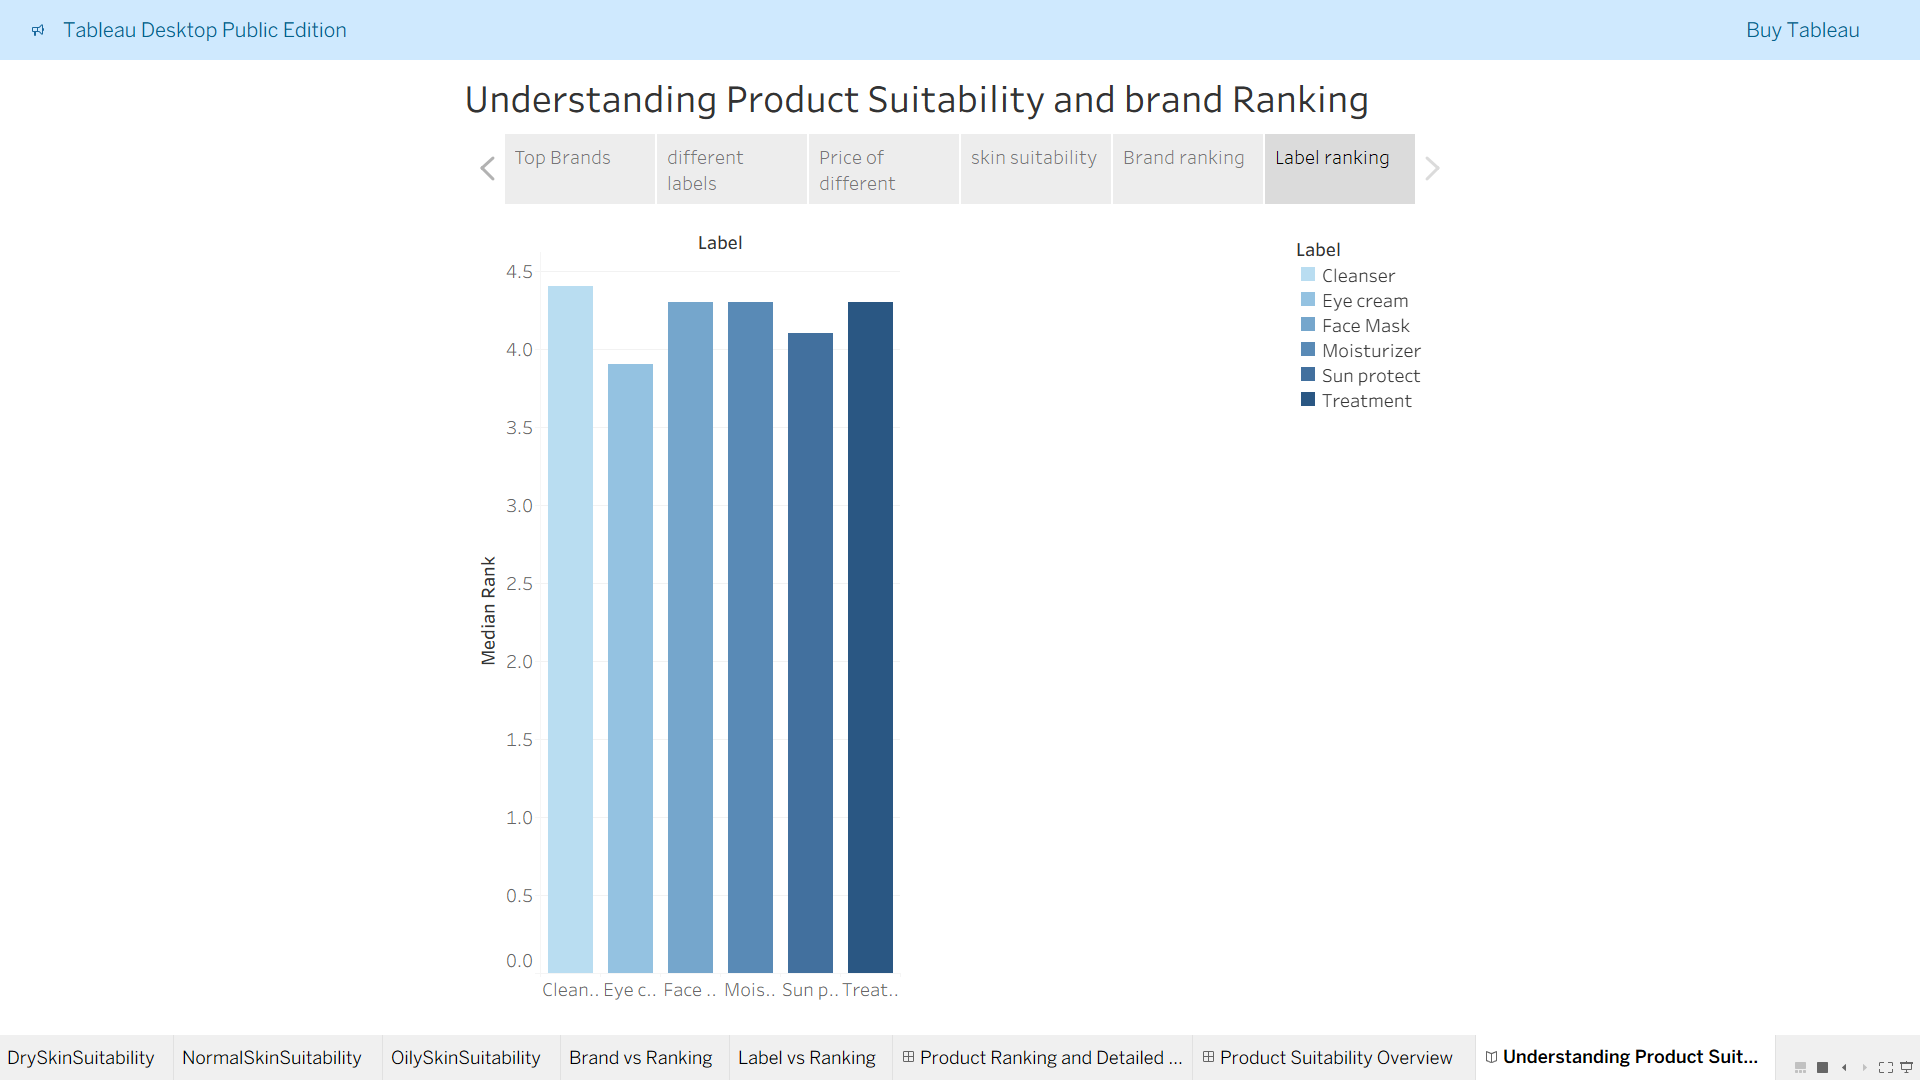 Tableau Desktop Public Edition
Buy Tableau
Understanding Product Suitability and brand Ranking
Top Brands
different
labels
Price of
different
skin suitability
Brand ranking
Label ranking
Label
4.5
4.0
3.5
3.0
2.5
2.0
1.5
1.0
0.5
0.0
Median Rank
Clean.. Eye c.. Face .. Mois.. Sun p.. Treat..
Label
Cleanser
Eye cream
Face Mask
Moisturizer
Sun protect
Treatment
DrySkinSuitability
NormalSkinSuitability
OilySkinSuitability
Brand vs Ranking
Label vs Ranking
Product Ranking and Detailed ...
Product Suitability Overview
Understanding Product Suit...